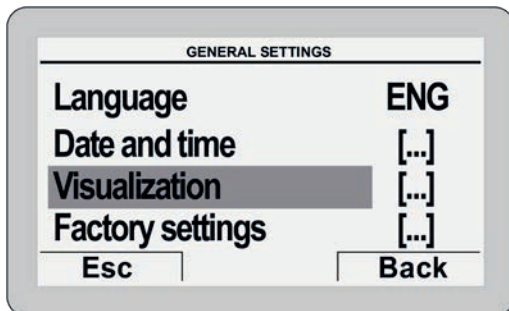 GENERAL SETTINGS
Language ENG
Date and time [...]
Visualization [...]
Factory settings [...]
Esc Back